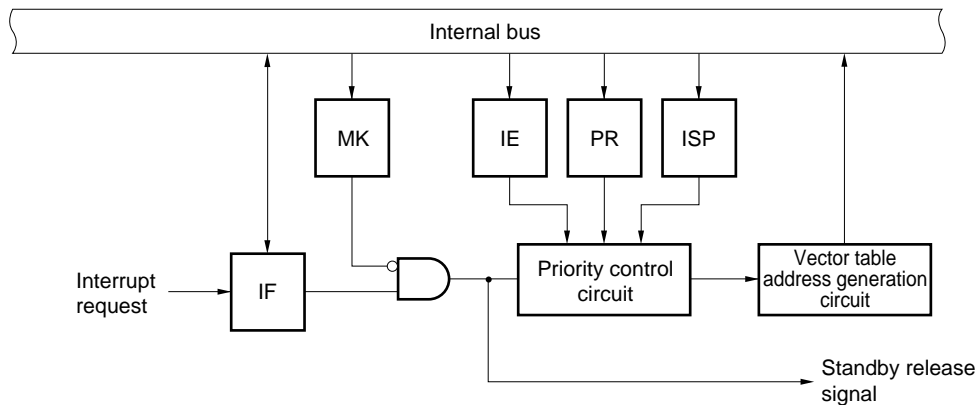 Internal bus
MK
IE
PR
ISP
Interrupt
request
IF
Priority control
circuit
Vector table
address generation
circuit
Standby release
signal